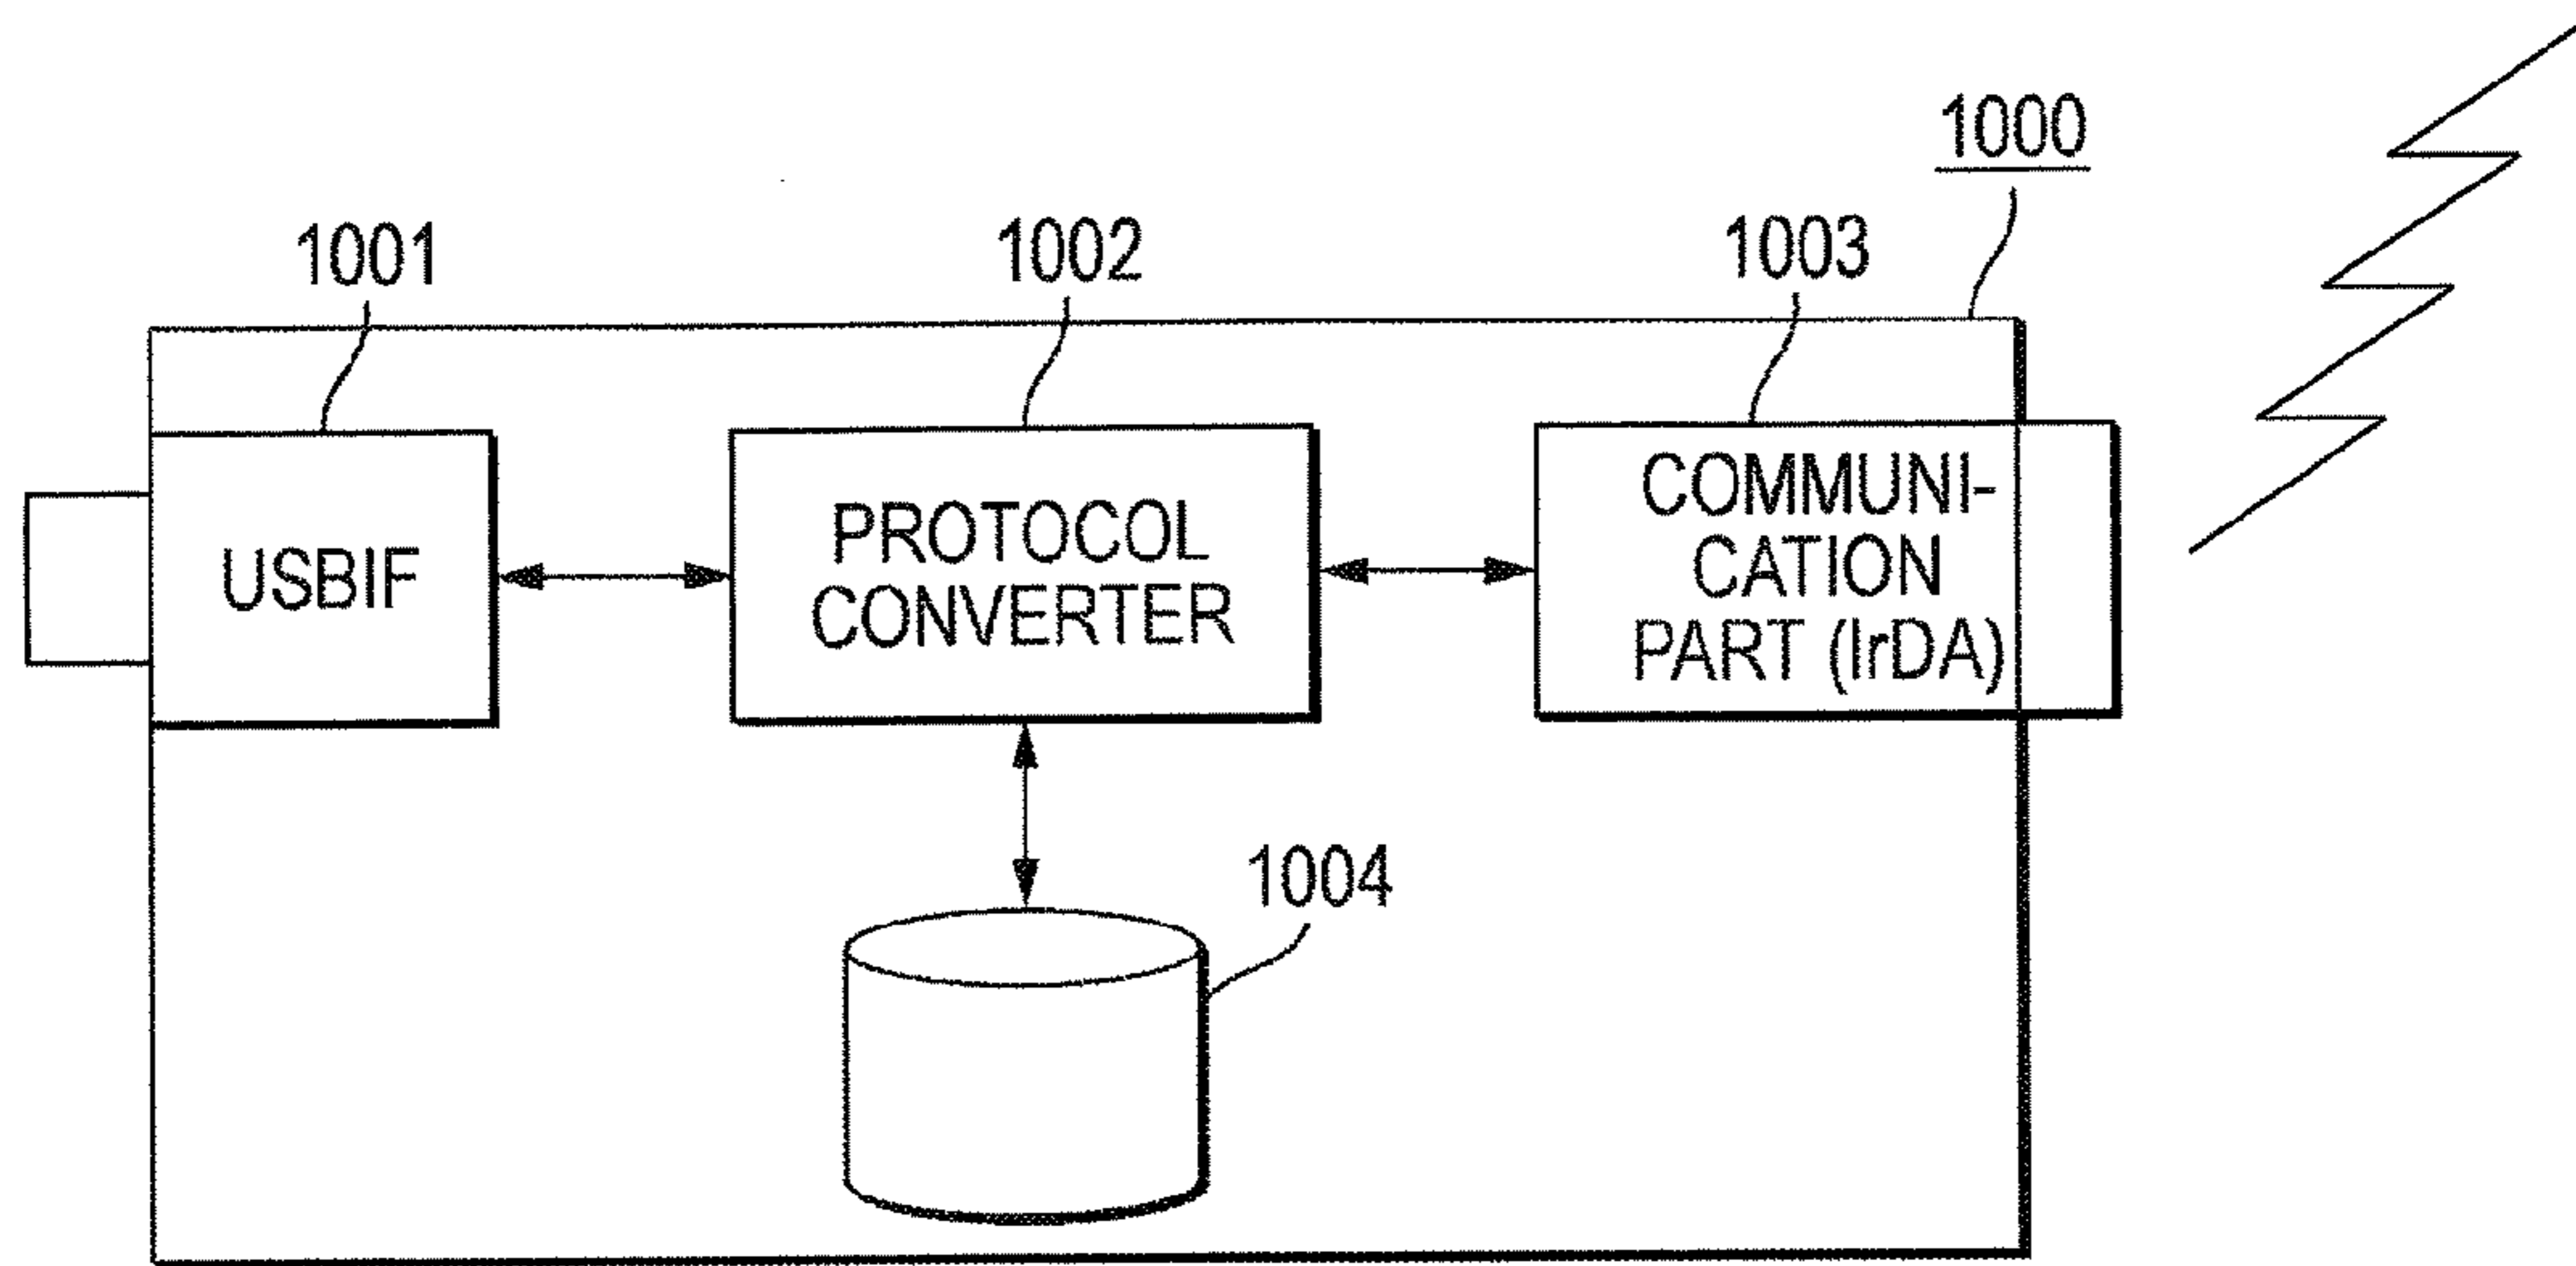 1000
1001
1002
1003
USBIF
PROTOCOL
CONVERTER
COMMUNI-
CATION
PART (IrDA)
1004